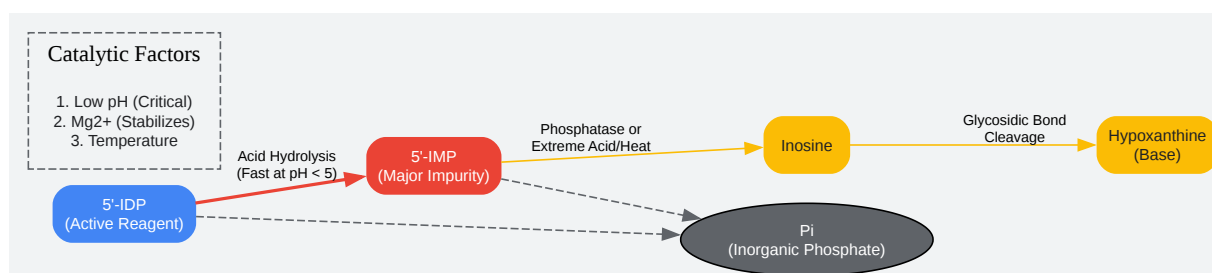 Catalytic Factors
1. Low pH (Critical)
2. Mg2+ (Stabilizes)
3. Temperature
5'-IDP
(Active Reagent)
Acid Hydrolysis
(Fast at pH < 5)
5'-IMP
(Major Impurity)
Phosphatase or
Extreme Acid/Heat
Inosine
Glycosidic Bond
Cleavage
Hypoxanthine
(Base)
Pi
(Inorganic Phosphate)